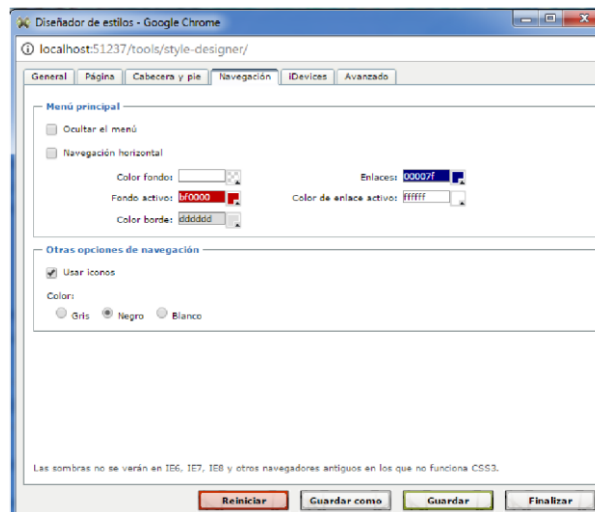 Diseñador de estilos - Google Chrome
localhost:51237/tools/style-designer/
General Página Cabecera y pie Navegación iDevices Avanzado
Menú principal
Ocultar el menú
Navegación horizontal
Color fondo: Enlaces: 00007f
Fondo activo: bf0000 Color de enlace activo: ffffff
Color borde: dddddd
Otras opciones de navegación
Usar iconos
Color:
Gris Negro Blanco
Las sombras no se verán en IE6, IE7, IE8 y otros navegadores antiguos en los que no funciona CSS3.
Reiniciar Guardar como Guardar Finalizar